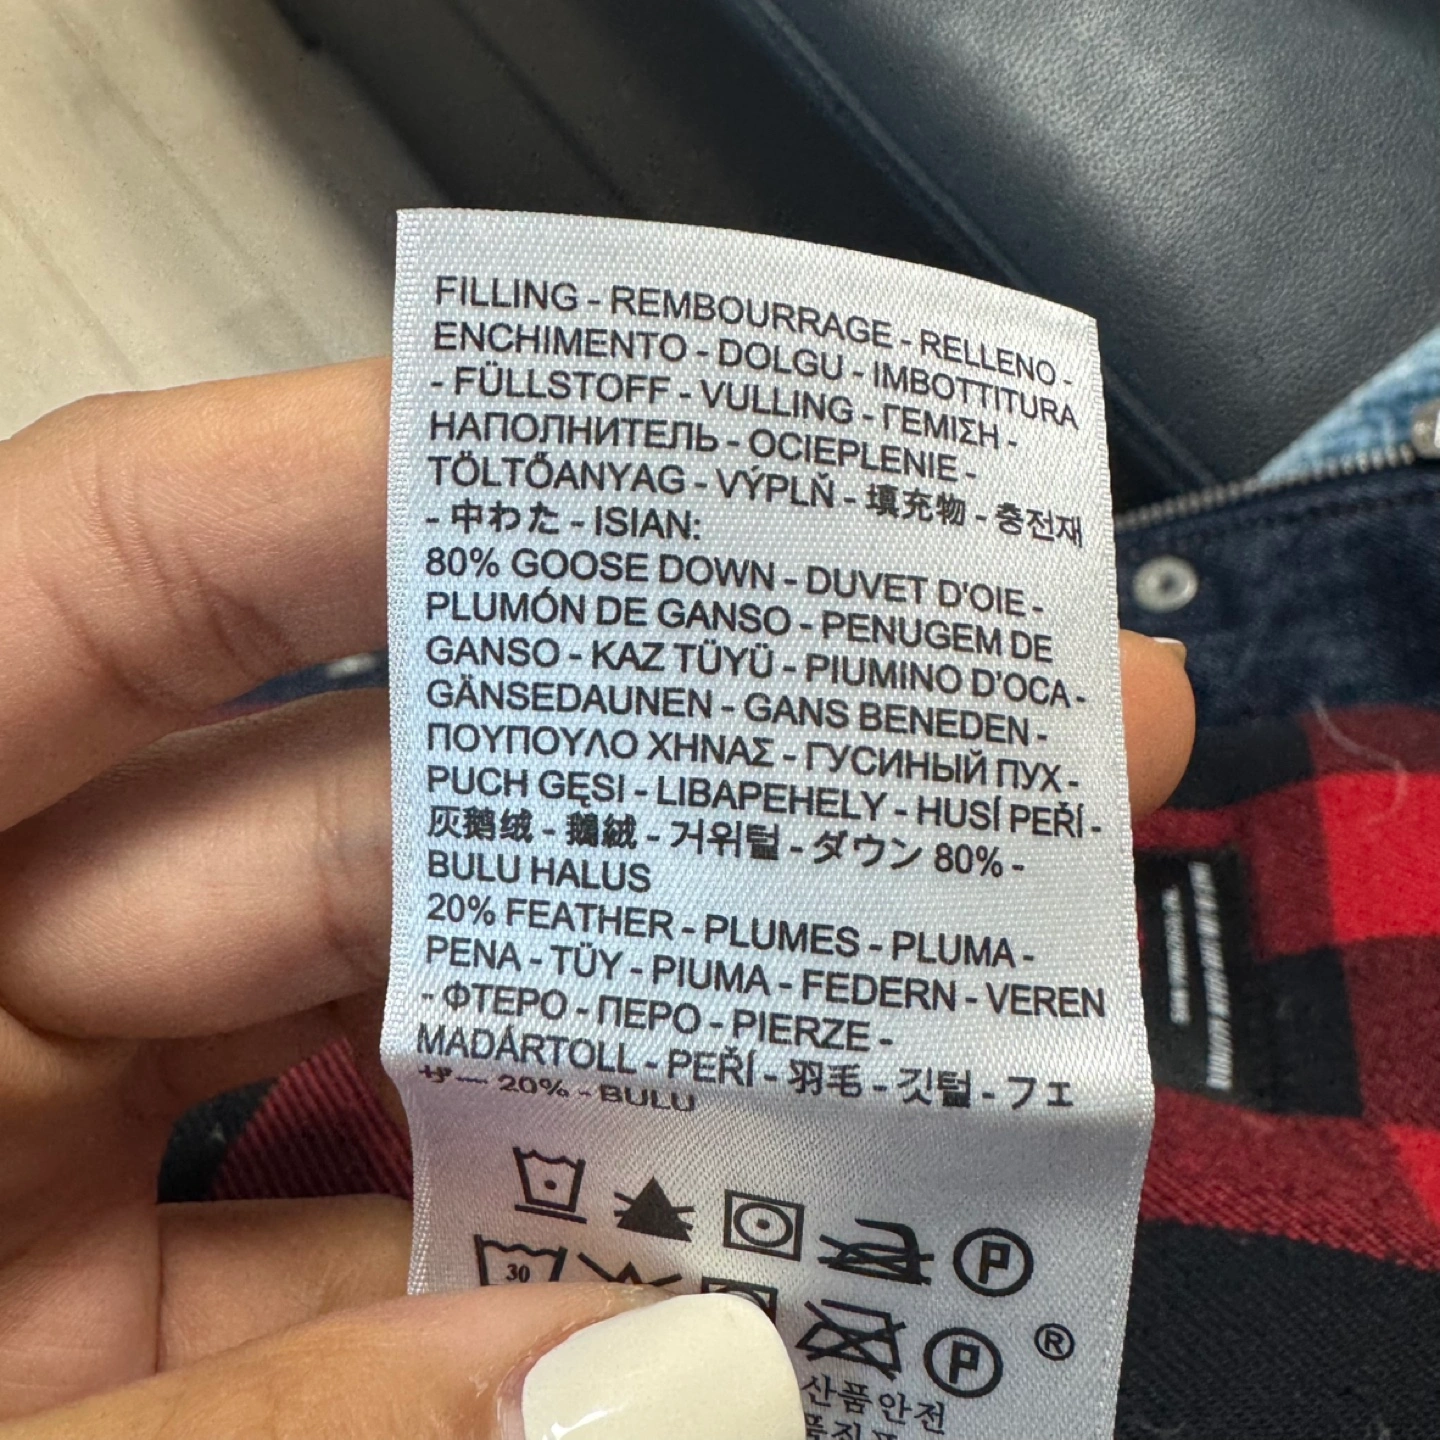 FILLING - REMBOURRAGE - RELLENO -
ENCHIMENTO - DOLGU - IMBOTTITURA
- FÜLLSTOFF - VULLING - ΓΕΜΙΣΗ -
НАПОЛНИТЕЛЬ - OCIEPLENIE -
TÖLTŐANYAG - VÝPLŇ - 填充物 - 충전재
- 中わた - ISIAN:
80% GOOSE DOWN - DUVET D'OIE -
PLUMÓN DE GANSO - PENUGEM DE
GANSO - KAZ TÜYÜ - PIUMINO D'OCA -
GÄNSEDAUNEN - GANS BENEDEN -
ΠΟΥΠΟΥΛΟ ΧΗΝΑΣ - ГУСИНЫЙ ПУХ -
PUCH GĘSI - LIBAPEHELY - HUSÍ PEŘÍ -
灰鹅绒 - 鵝絨 - 거위털 - ダウン 80% -
BULU HALUS
20% FEATHER - PLUMES - PLUMA -
PENA - TÜY - PIUMA - FEDERN - VEREN
- ΦΤΕΡΟ - ПЕРО - PIERZE -
MADÁRTOLL - PEŘÍ - 羽毛 - 깃털 - フェ
ザー 20% - BULU
P
30
P ®
산품안전